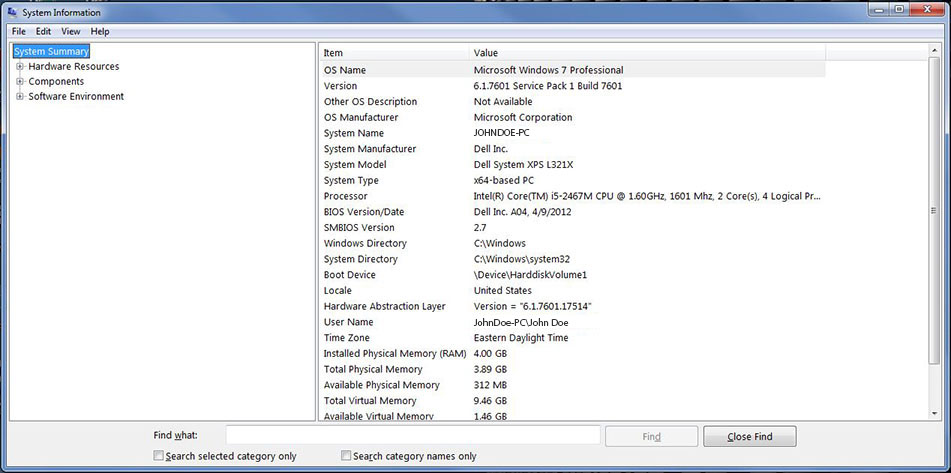 System Information
File Edit View Help
System Summary
Hardware Resources
Components
Software Environment
Item Value
OS Name Microsoft Windows 7 Professional
Version 6.1.7601 Service Pack 1 Build 7601
Other OS Description Not Available
OS Manufacturer Microsoft Corporation
System Name JOHNDOE-PC
System Manufacturer Dell Inc.
System Model Dell System XPS L321X
System Type x64-based PC
Processor Intel(R) Core(TM) i5-2467M CPU @ 1.60GHz, 1601 Mhz, 2 Core(s), 4 Logical Pr...
BIOS Version/Date Dell Inc. A04, 4/9/2012
SMBIOS Version 2.7
Windows Directory C:\Windows
System Directory C:\Windows\system32
Boot Device \Device\HarddiskVolume1
Locale United States
Hardware Abstraction Layer Version = "6.1.7601.17514"
User Name JohnDoe-PC\John Doe
Time Zone Eastern Daylight Time
Installed Physical Memory (RAM) 4.00 GB
Total Physical Memory 3.89 GB
Available Physical Memory 312 MB
Total Virtual Memory 9.46 GB
Available Virtual Memory 1.46 GB
Find what: Find Close Find
Search selected category only Search category names only